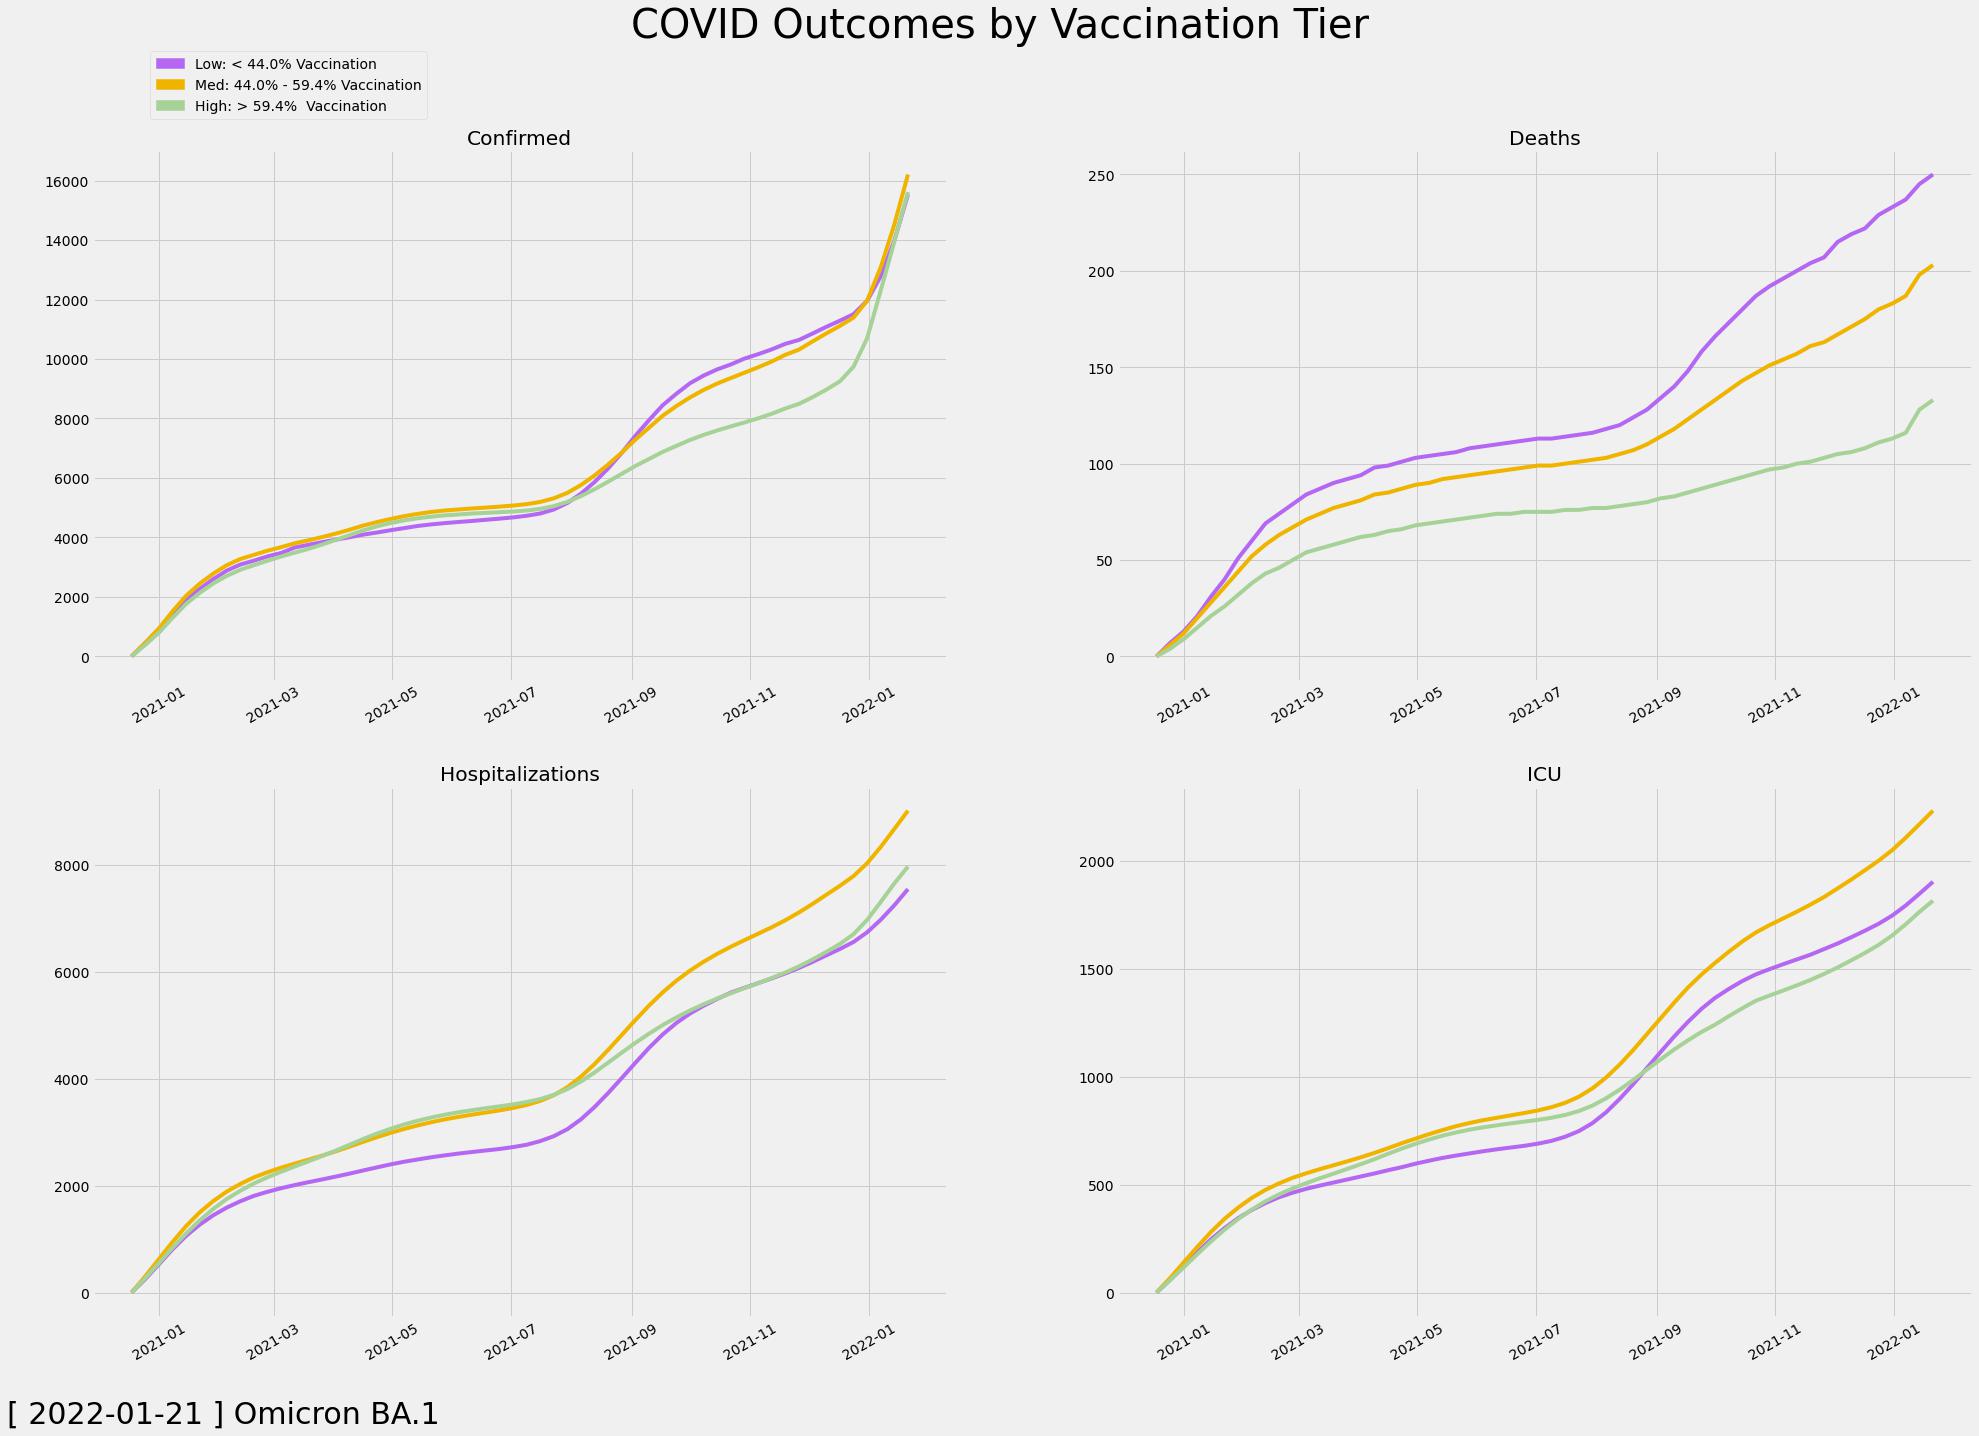 COVID Outcomes by Vaccination Tier
Low: < 44.0% Vaccination
Med: 44.0% - 59.4% Vaccination
High: > 59.4%  Vaccination
Confirmed
16000
14000
12000
10000
8000
6000
4000
2000
0
2021-01 2021-03 2021-05 2021-07 2021-09 2021-11 2022-01
Deaths
250
200
150
100
50
0
2021-01 2021-03 2021-05 2021-07 2021-09 2021-11 2022-01
Hospitalizations
8000
6000
4000
2000
0
2021-01 2021-03 2021-05 2021-07 2021-09 2021-11 2022-01
ICU
2000
1500
1000
500
0
2021-01 2021-03 2021-05 2021-07 2021-09 2021-11 2022-01
[ 2022-01-21 ] Omicron BA.1